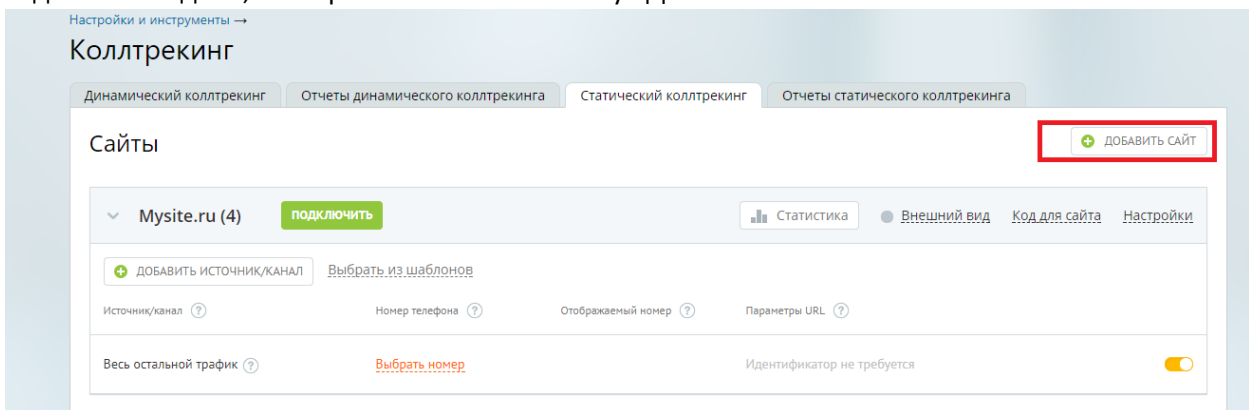 Настройки и инструменты →
Коллтрекинг
Динамический коллтрекинг Отчеты динамического коллтрекинга Статический коллтрекинг Отчеты статического коллтрекинга
Сайты ДОБАВИТЬ САЙТ
Mysite.ru (4) ПОДКЛЮЧИТЬ Статистика Внешний вид Код для сайта Настройки
ДОБАВИТЬ ИСТОЧНИК/КАНАЛ Выбрать из шаблонов
Источник/канал ? Номер телефона ? Отображаемый номер ? Параметры URL ?
Весь остальной трафик ? Выбрать номер Идентификатор не требуется